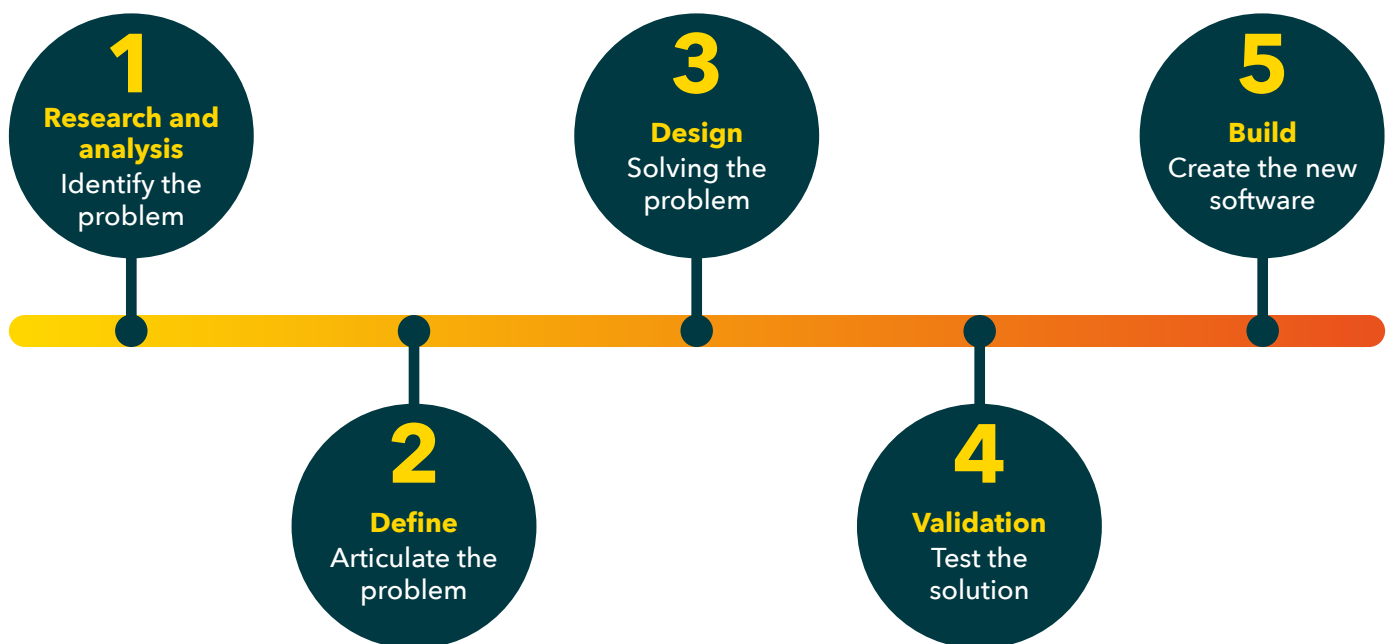 1
Research and
analysis
Identify the
problem
2
Define
Articulate the
problem
3
Design
Solving the
problem
4
Validation
Test the
solution
5
Build
Create the new
software